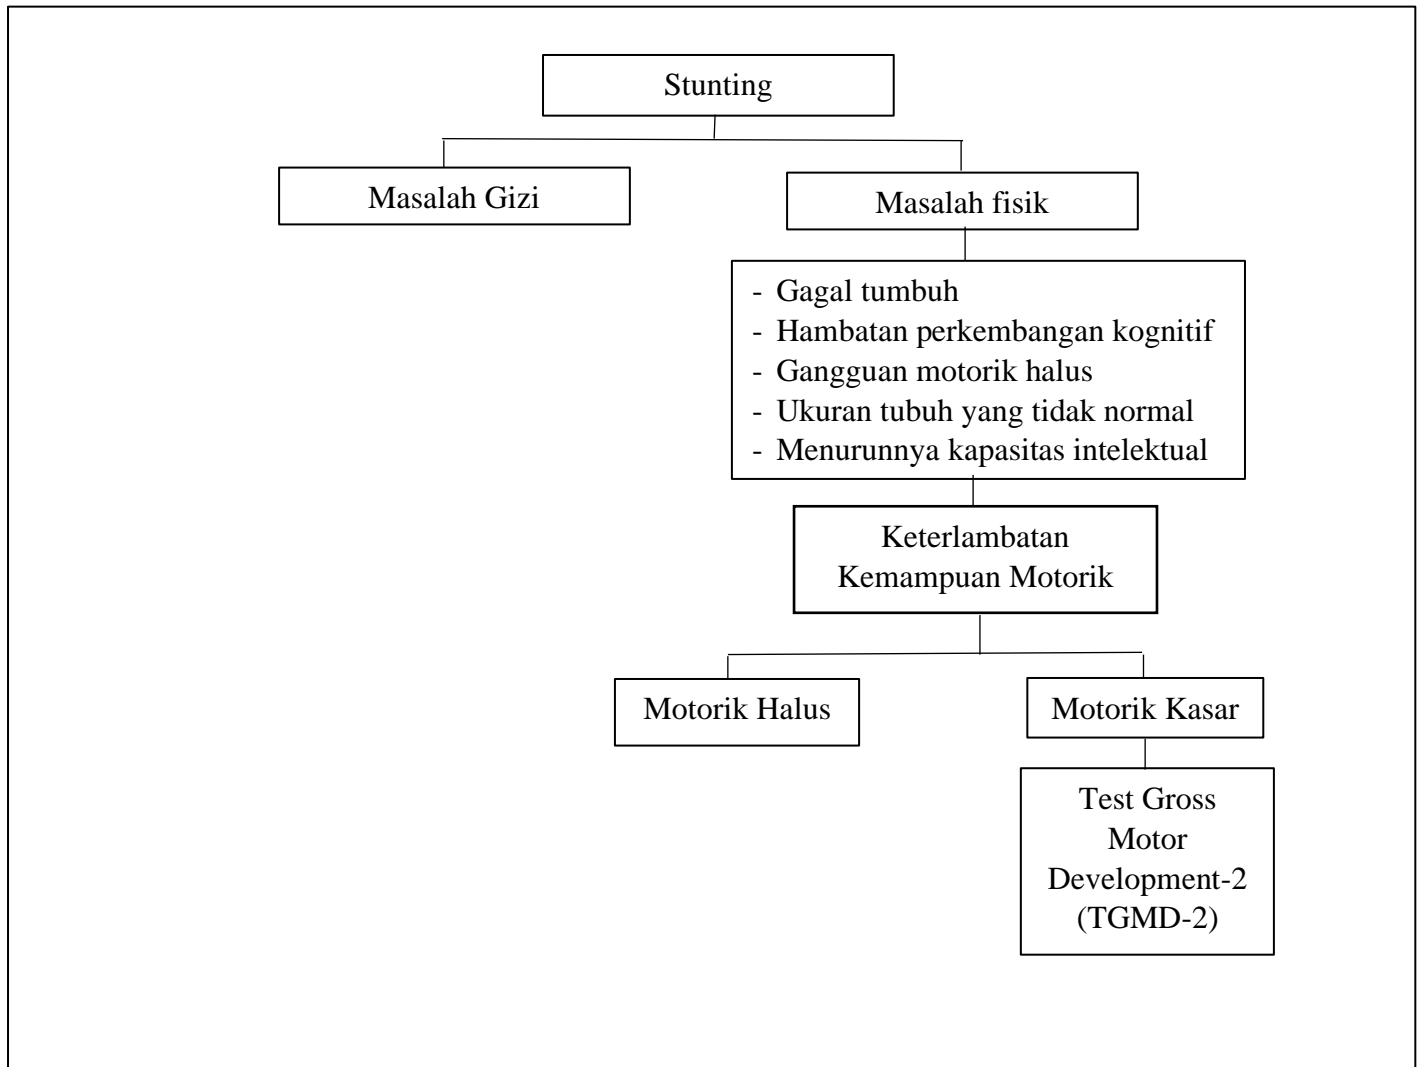 Stunting
Masalah Gizi
Masalah fisik
- Gagal tumbuh
- Hambatan perkembangan kognitif
- Gangguan motorik halus
- Ukuran tubuh yang tidak normal
- Menurunnya kapasitas intelektual
Keterlambatan
Kemampuan Motorik
Motorik Halus
Motorik Kasar
Test Gross
Motor
Development-2
(TGMD-2)